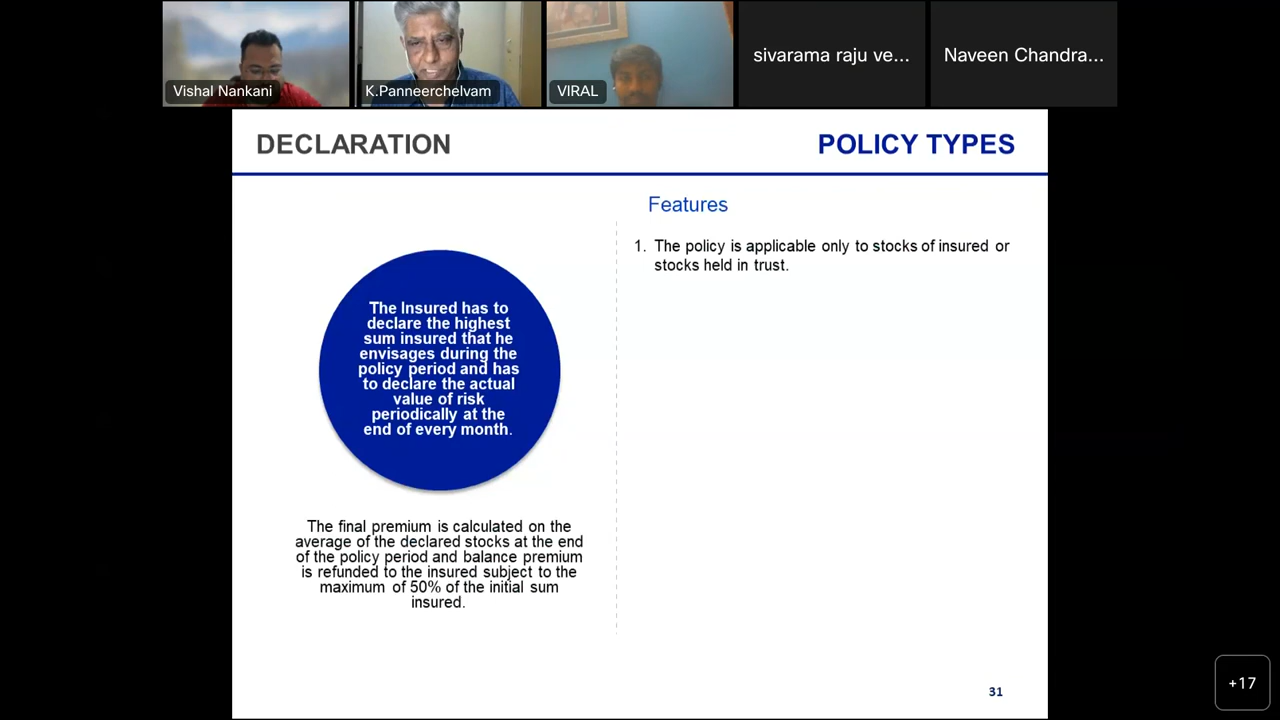 Vishal Nankani
K.Panneerchelvam
VIRAL
sivarama raju ve...
Naveen Chandra...
DECLARATION
POLICY TYPES
The Insured has to
declare the highest
sum insured that he
envisages during the
policy period and has
to declare the actual
value of risk
periodically at the
end of every month.
The final premium is calculated on the
average of the declared stocks at the end
of the policy period and balance premium
is refunded to the insured subject to the
maximum of 50% of the initial sum
insured.
Features
1. The policy is applicable only to stocks of insured or
stocks held in trust.
31
+17